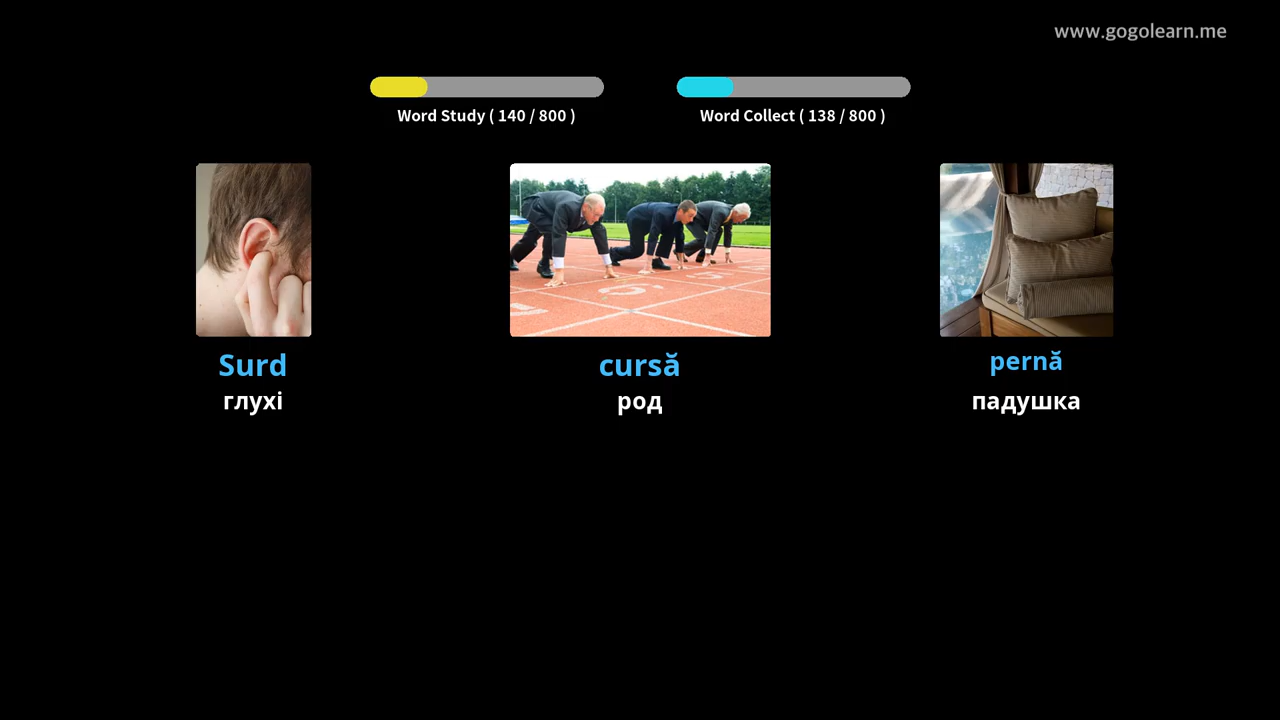 www.gogolearn.me
Word Study ( 140 / 800 )
Word Collect ( 138 / 800 )
Surd
глухі
cursă
род
pernă
падушка